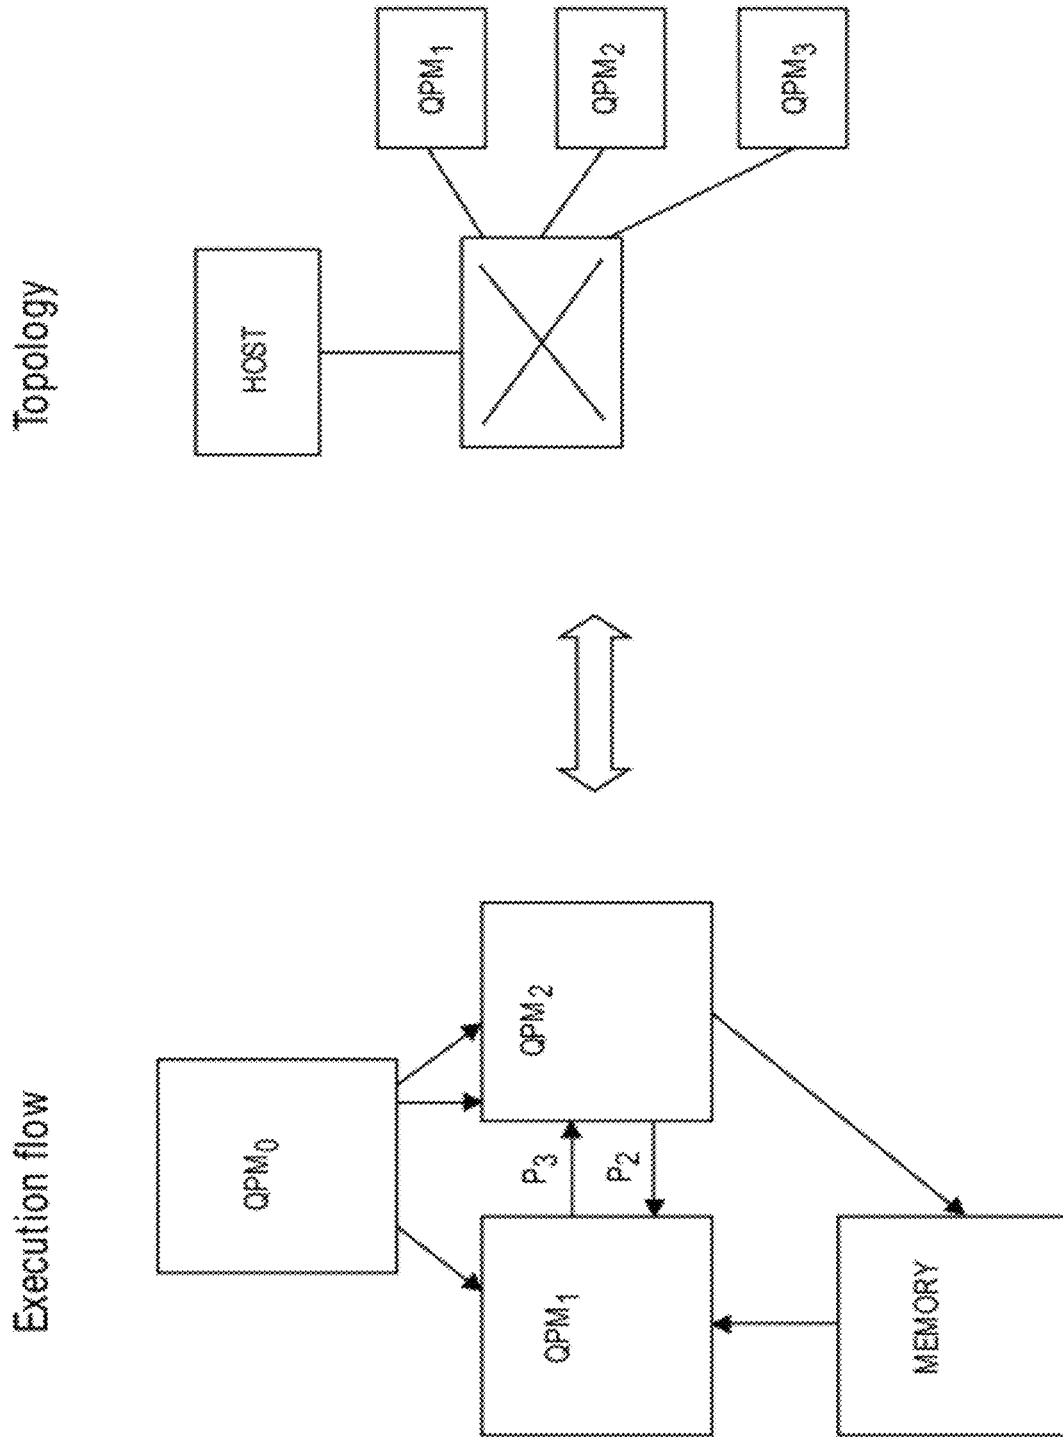 Execution flow
QPM0
QPM1
P3
P2
QPM2
MEMORY
Topology
HOST
QPM1
QPM2
QPM3